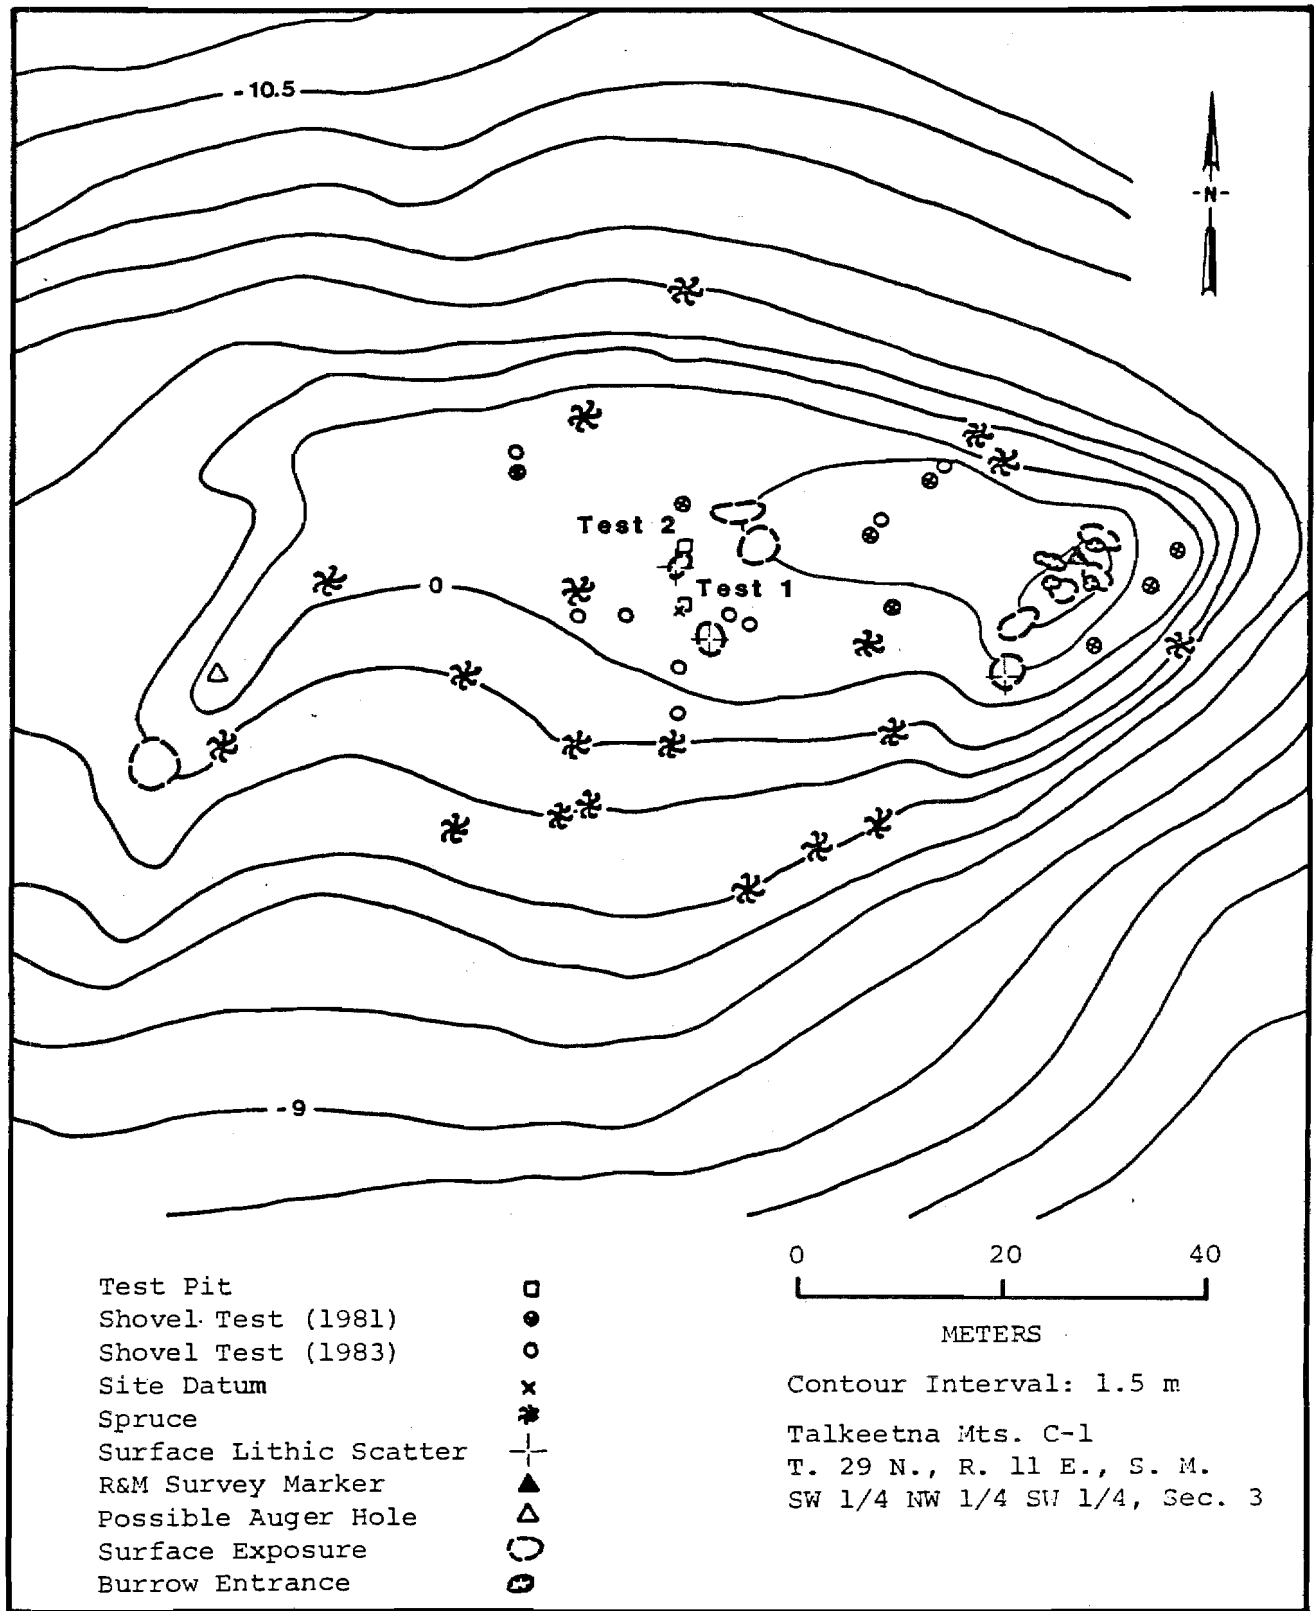 -10.5
-N-
Test 2
Test 1
0
-9
0 20 40
METERS
Contour Interval: 1.5 m
Talkeetna Mts. C-1
T. 29 N., R. 11 E., S. M.
SW 1/4 NW 1/4 SW 1/4, Sec. 3
Test Pit
Shovel Test (1981)
Shovel Test (1983)
Site Datum
Spruce
Surface Lithic Scatter
R&M Survey Marker
Possible Auger Hole
Surface Exposure
Burrow Entrance